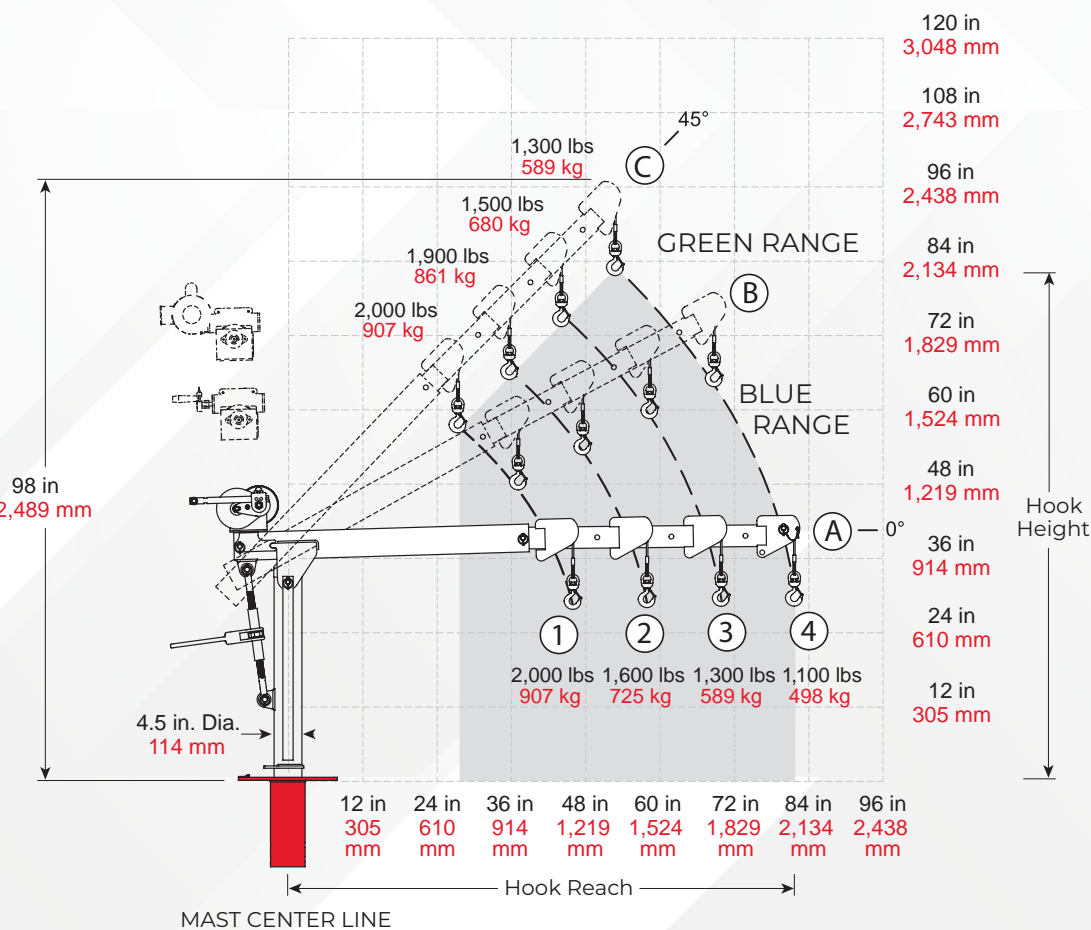 120 in
3,048 mm
108 in
2,743 mm
96 in
2,438 mm
84 in
2,134 mm
72 in
1,829 mm
60 in
1,524 mm
48 in
1,219 mm
36 in
914 mm
24 in
610 mm
12 in
305 mm
Hook
Height
45°
C
1,300 lbs
589 kg
1,500 lbs
680 kg
1,900 lbs
861 kg
2,000 lbs
907 kg
GREEN RANGE
B
BLUE
RANGE
98 in
2,489 mm
A
0°
1
2
3
4
2,000 lbs
907 kg
1,600 lbs
725 kg
1,300 lbs
589 kg
1,100 lbs
498 kg
4.5 in. Dia.
114 mm
12 in
305
mm
24 in
610
mm
36 in
914
mm
48 in
1,219
mm
60 in
1,524
mm
72 in
1,829
mm
84 in
2,134
mm
96 in
2,438
mm
Hook Reach
MAST CENTER LINE